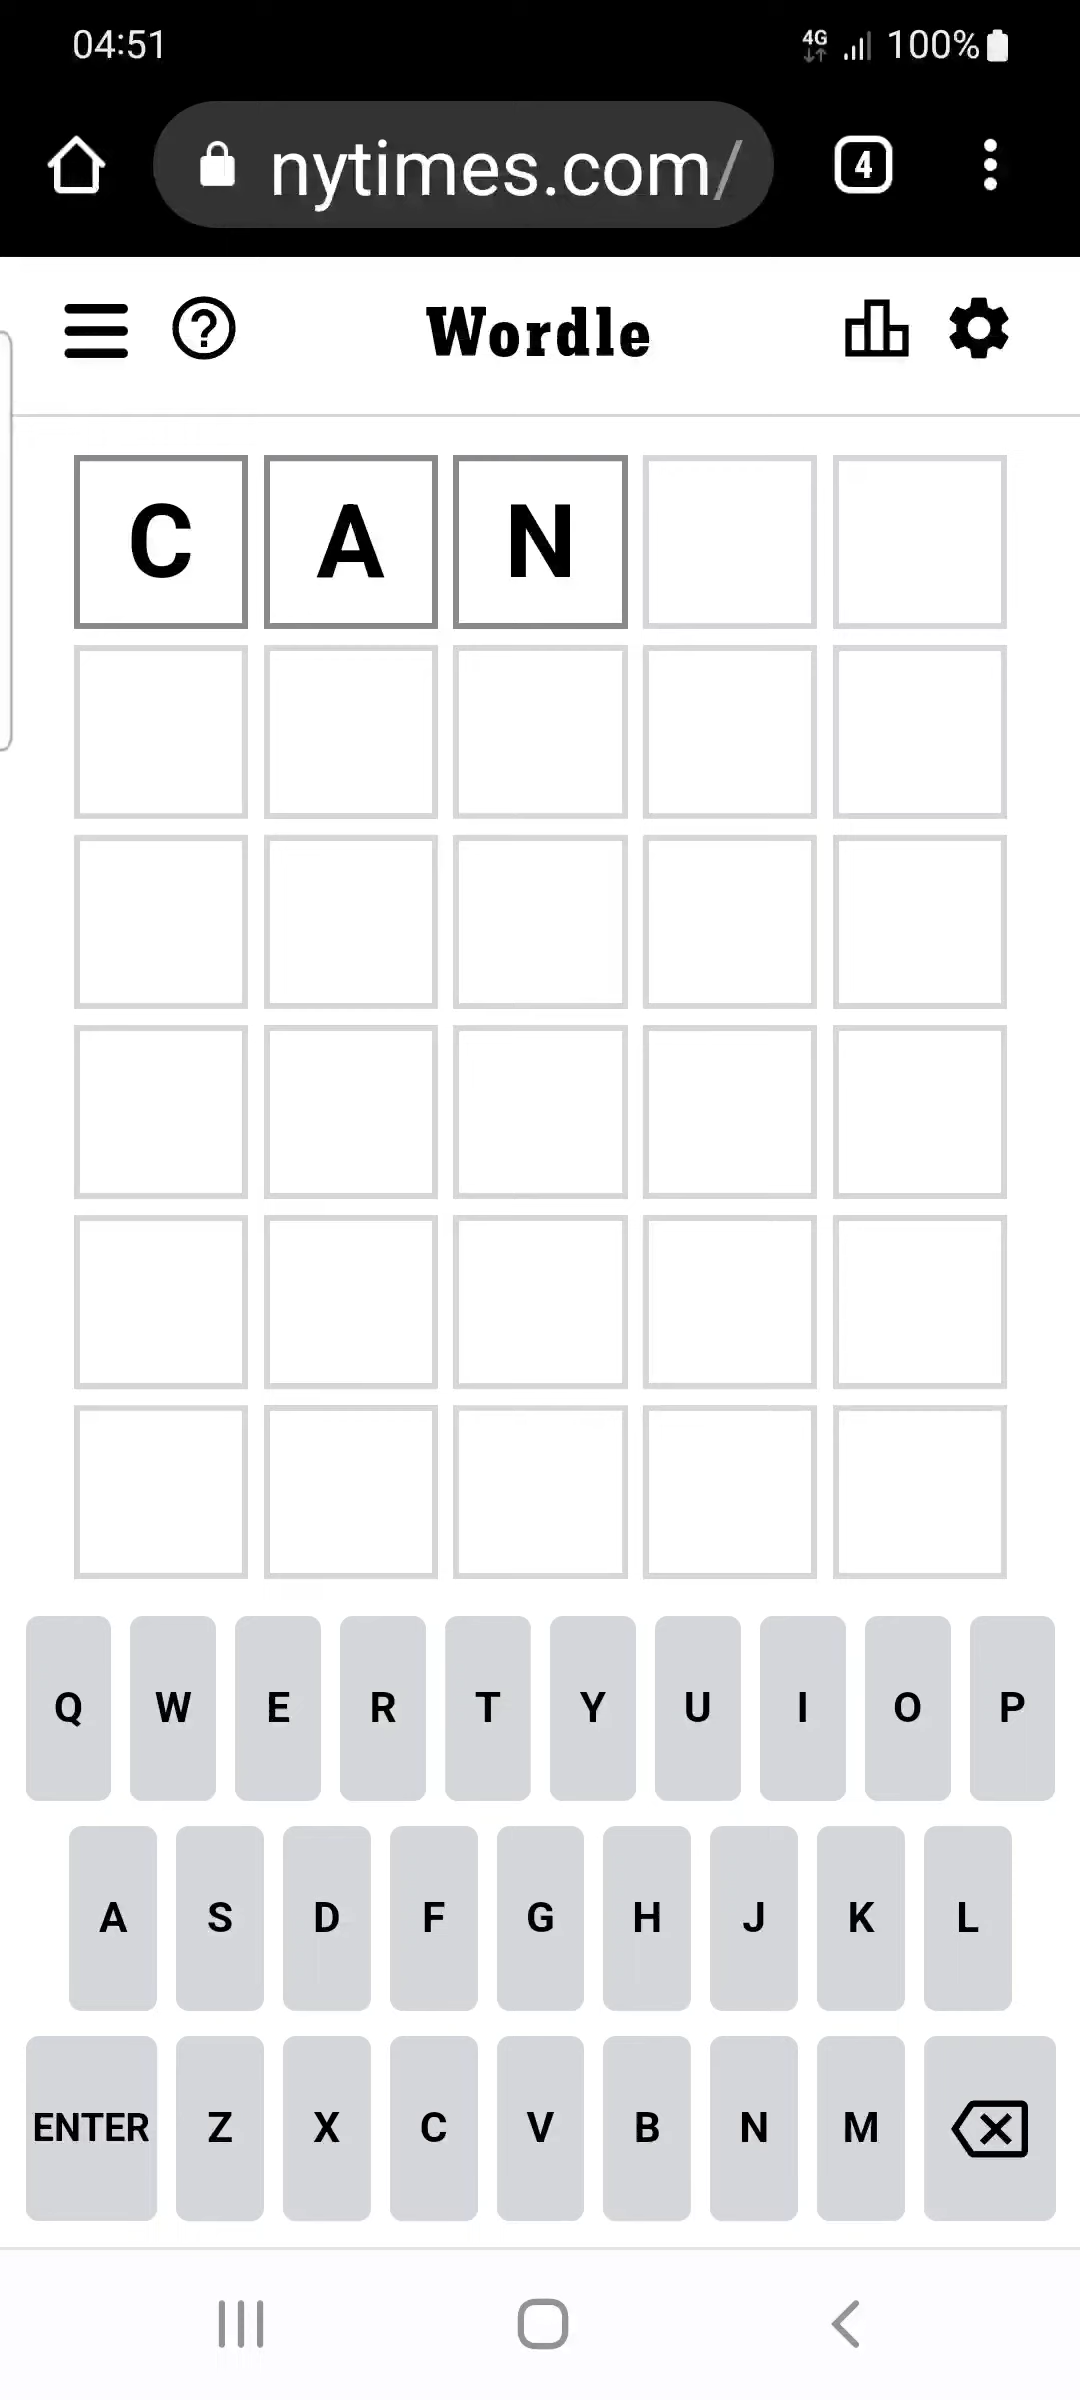 04:51 4G 100%
nytimes.com/ 4
? Wordle
C A N
Q W E R T Y U I O P
A S D F G H J K L
ENTER Z X C V B N M